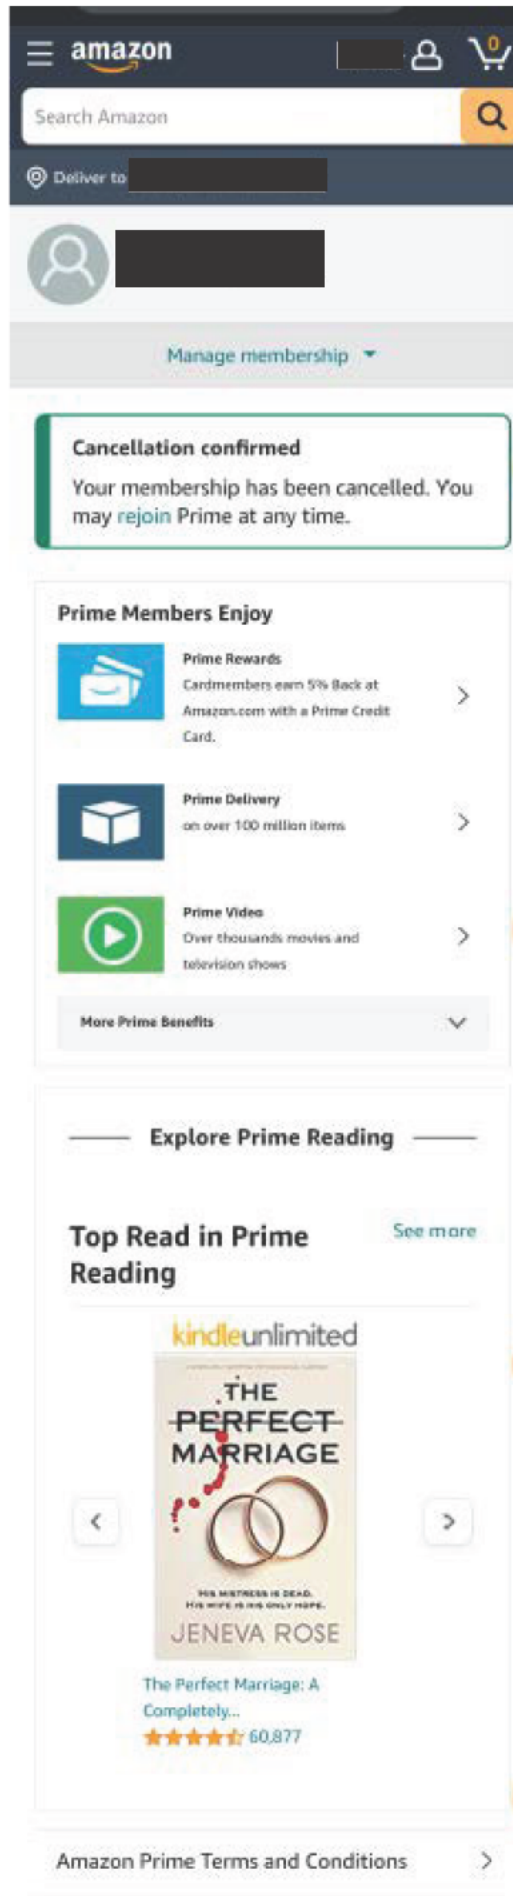 amazon
0
Search Amazon
Deliver to
Manage membership
Cancellation confirmed
Your membership has been cancelled. You
may rejoin Prime at any time.
Prime Members Enjoy
Prime Rewards
Cardmembers earn 5% Back at
Amazon.com with a Prime Credit
Card.
Prime Delivery
on over 100 million items
Prime Video
Over thousands movies and
television shows
More Prime Benefits
Explore Prime Reading
Top Read in Prime
Reading
See more
kindleunlimited
THE
PERFECT
MARRIAGE
HIS MISTRESS IS DEAD.
HIS WIFE IS HIS ONLY HOPE.
JENEVA ROSE
The Perfect Marriage: A
Completely...
60,877
Amazon Prime Terms and Conditions